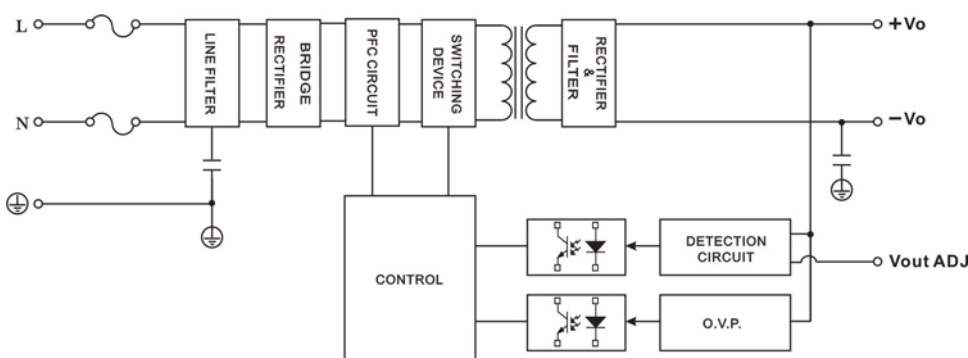 L
+Vo
LINE FILTER
BRIDGE
RECTIFIER
PFC CIRCUIT
SWITCHING
DEVICE
RECTIFIER
&
FILTER
N
-Vo
CONTROL
DETECTION
CIRCUIT
Vout ADJ
O.V.P.